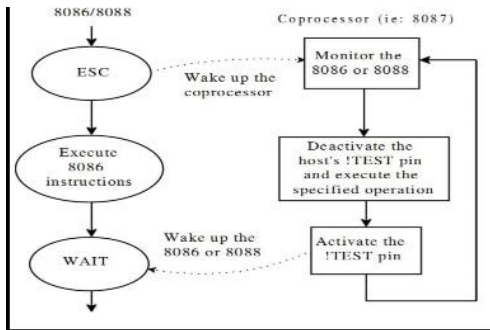 8086/8088
Coprocessor (ie: 8087)
ESC
Wake up the
coprocessor
Monitor the
8086 or 8088
Execute
8086
instructions
Deactivate the
host's !TEST pin
and execute the
specified operation
WAIT
Wake up the
8086 or 8088
Activate the
!TEST pin